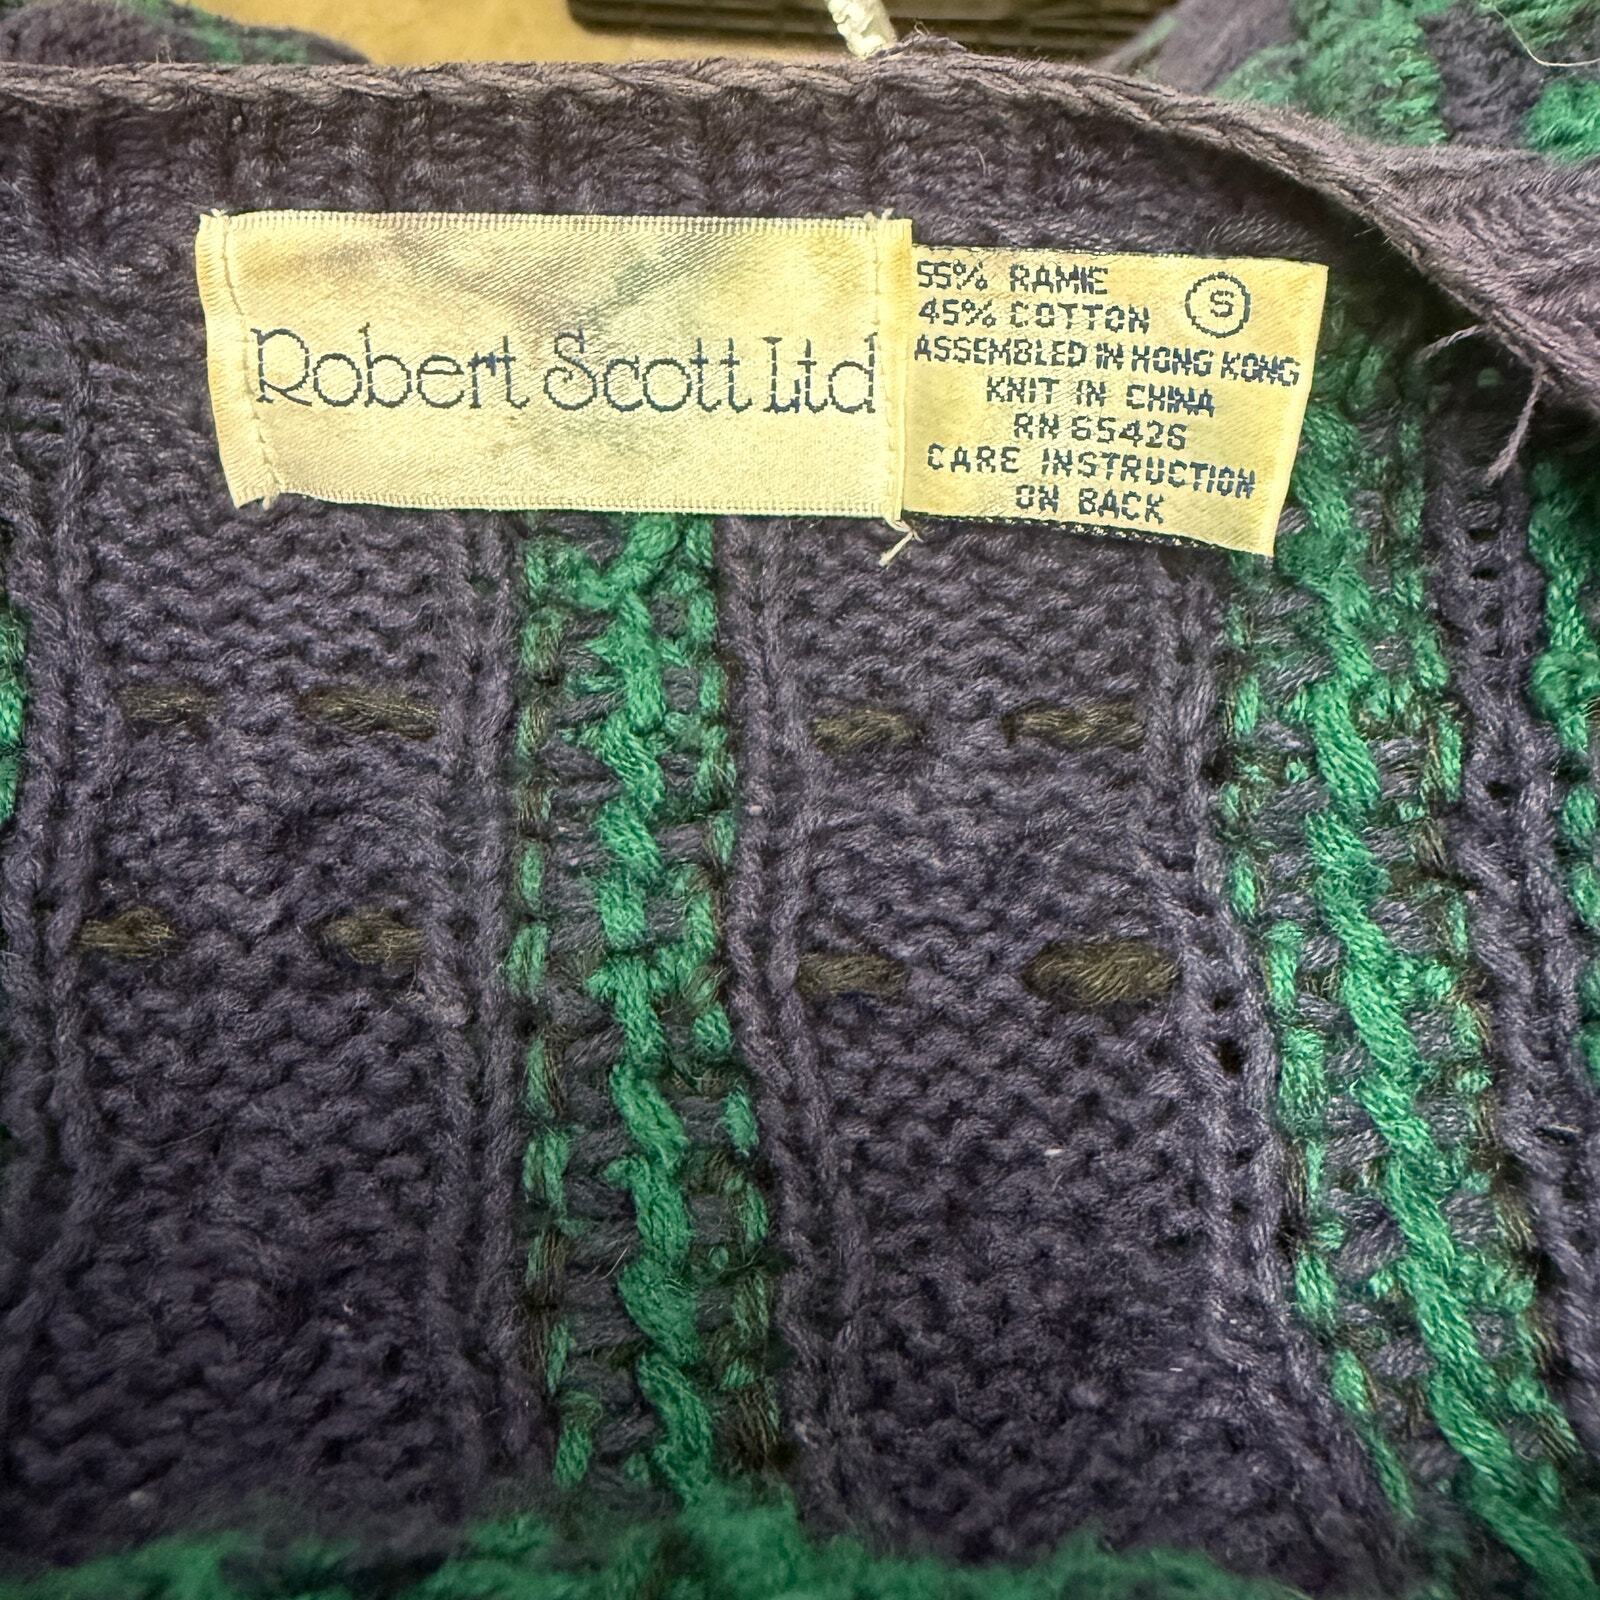 Robert Scott Ltd
55% RAMIE
45% COTTON
S
ASSEMBLED IN HONG KONG
KNIT IN CHINA
RN 65426
CARE INSTRUCTION
ON BACK